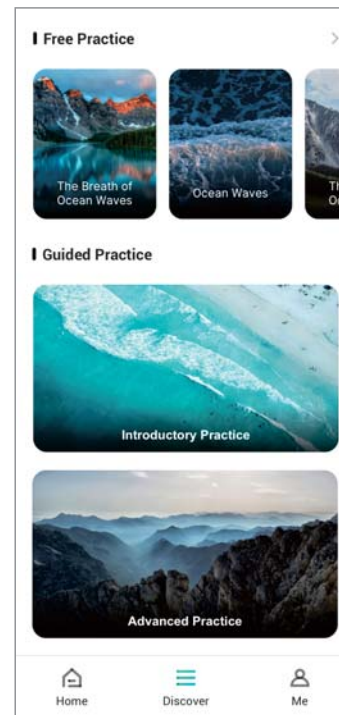 Free Practice
The Breath of
Ocean Waves
Ocean Waves
Guided Practice
Introductory Practice
Advanced Practice
Home
Discover
Me